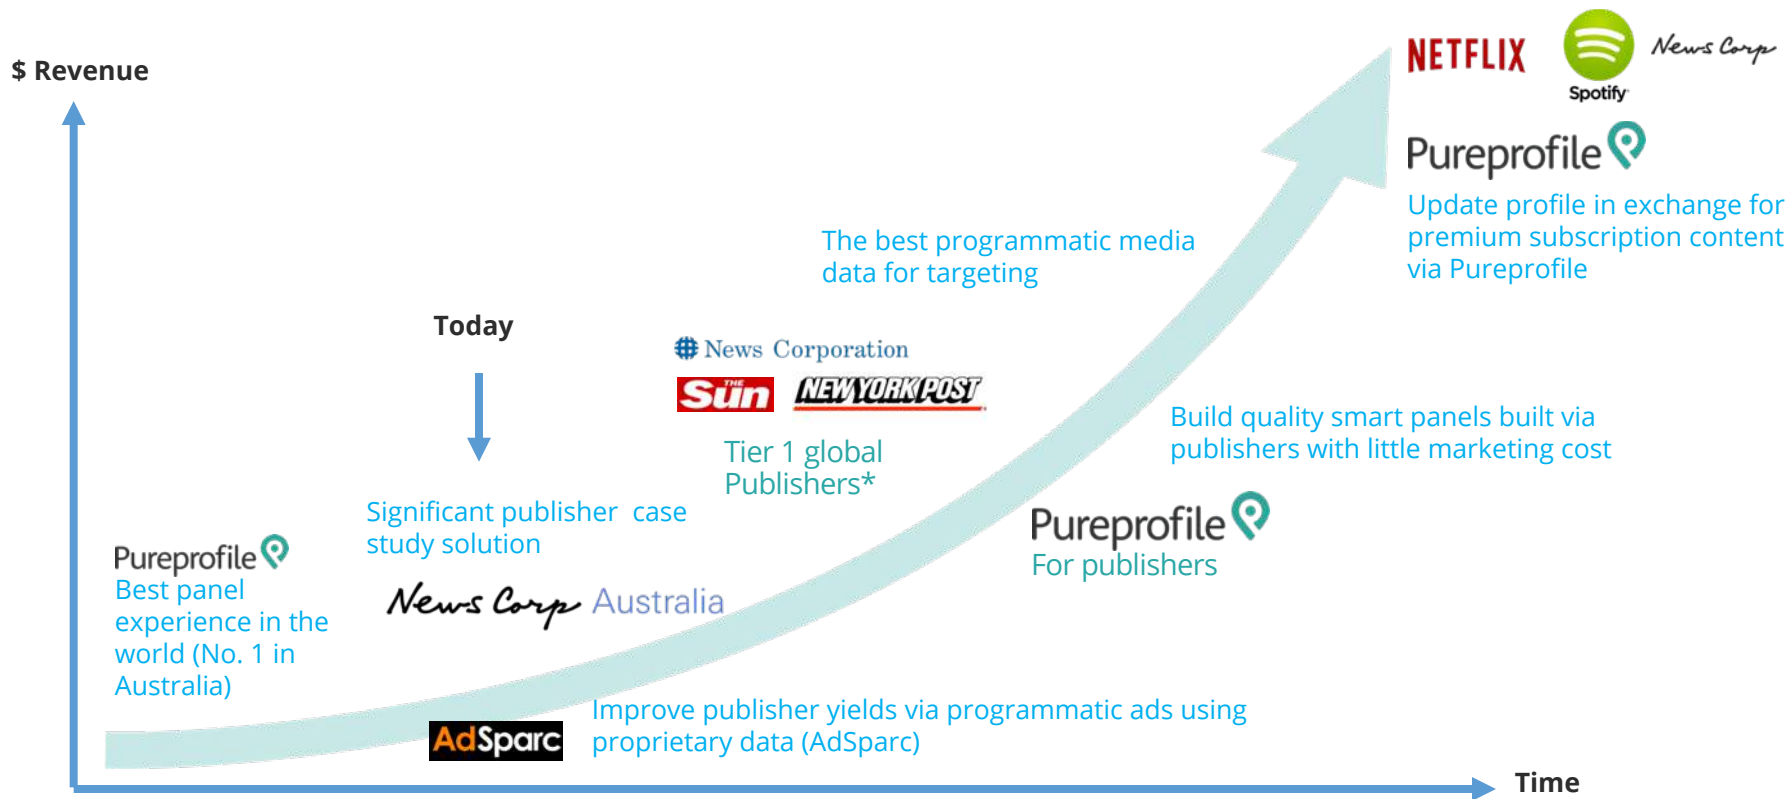 $ Revenue
NETFLIX
Spotify
News Corp
Pureprofile
Update profile in exchange for
premium subscription content
via Pureprofile
The best programmatic media
data for targeting
Today
News Corporation
THE Sun
NEW YORK POST
Tier 1 global
Publishers*
Build quality smart panels built via
publishers with little marketing cost
Significant publisher  case
study solution
News Corp Australia
Pureprofile
For publishers
Pureprofile
Best panel
experience in the
world (No. 1 in
Australia)
AdSparc
Improve publisher yields via programmatic ads using
proprietary data (AdSparc)
Time